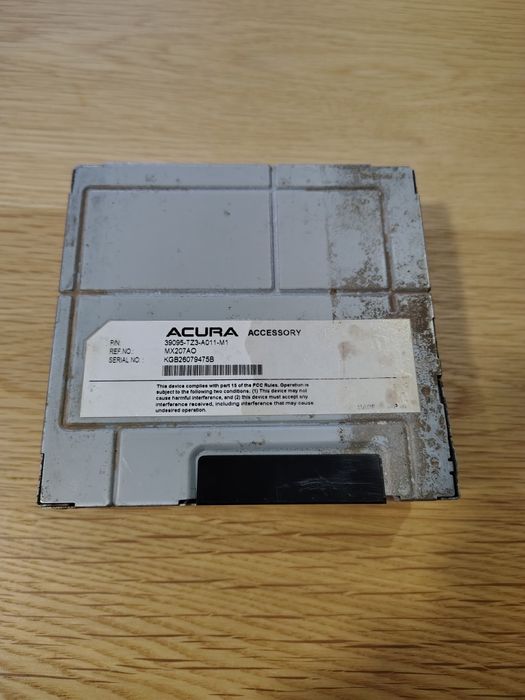 ACURA ACCESSORY
P/N: 39095-TZ3-A011-M1
REF.NO.: MX207AO
SERIAL NO.: KGB26079475B
This device complies with part 15 of the FCC Rules. Operation is
subject to the following two conditions. (1) This device may not
cause harmful interference, and (2) this device must accept any
interference received, including interference that may cause
undesired operation.
MADE